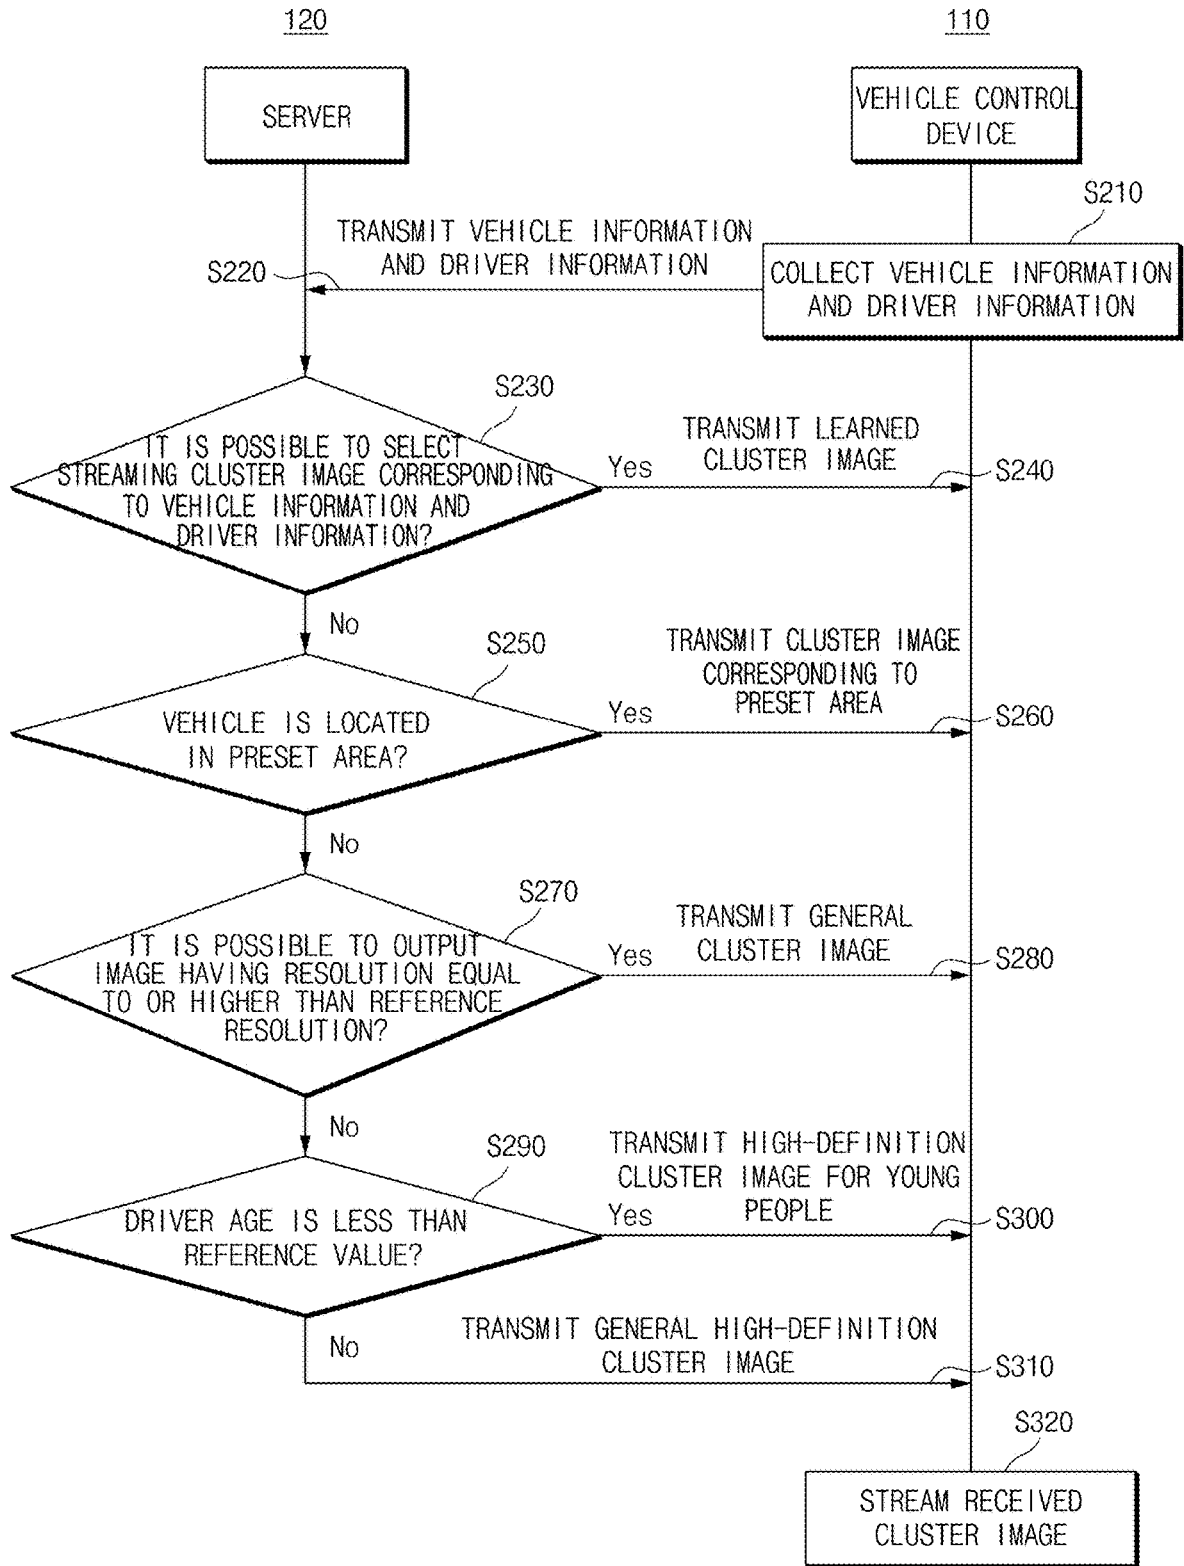 120
110
SERVER
VEHICLE CONTROL
DEVICE
S210
TRANSMIT VEHICLE INFORMATION
AND DRIVER INFORMATION
S220
COLLECT VEHICLE INFORMATION
AND DRIVER INFORMATION
S230
IT IS POSSIBLE TO SELECT
STREAMING CLUSTER IMAGE CORRESPONDING
TO VEHICLE INFORMATION AND
DRIVER INFORMATION?
Yes
TRANSMIT LEARNED
CLUSTER IMAGE
S240
No
S250
VEHICLE IS LOCATED
IN PRESET AREA?
Yes
TRANSMIT CLUSTER IMAGE
CORRESPONDING TO
PRESET AREA
S260
No
S270
IT IS POSSIBLE TO OUTPUT
IMAGE HAVING RESOLUTION EQUAL
TO OR HIGHER THAN REFERENCE
RESOLUTION?
Yes
TRANSMIT GENERAL
CLUSTER IMAGE
S280
No
S290
DRIVER AGE IS LESS THAN
REFERENCE VALUE?
Yes
TRANSMIT HIGH-DEFINITION
CLUSTER IMAGE FOR YOUNG
PEOPLE
S300
No
TRANSMIT GENERAL HIGH-DEFINITION
CLUSTER IMAGE
S310
S320
STREAM RECEIVED
CLUSTER IMAGE